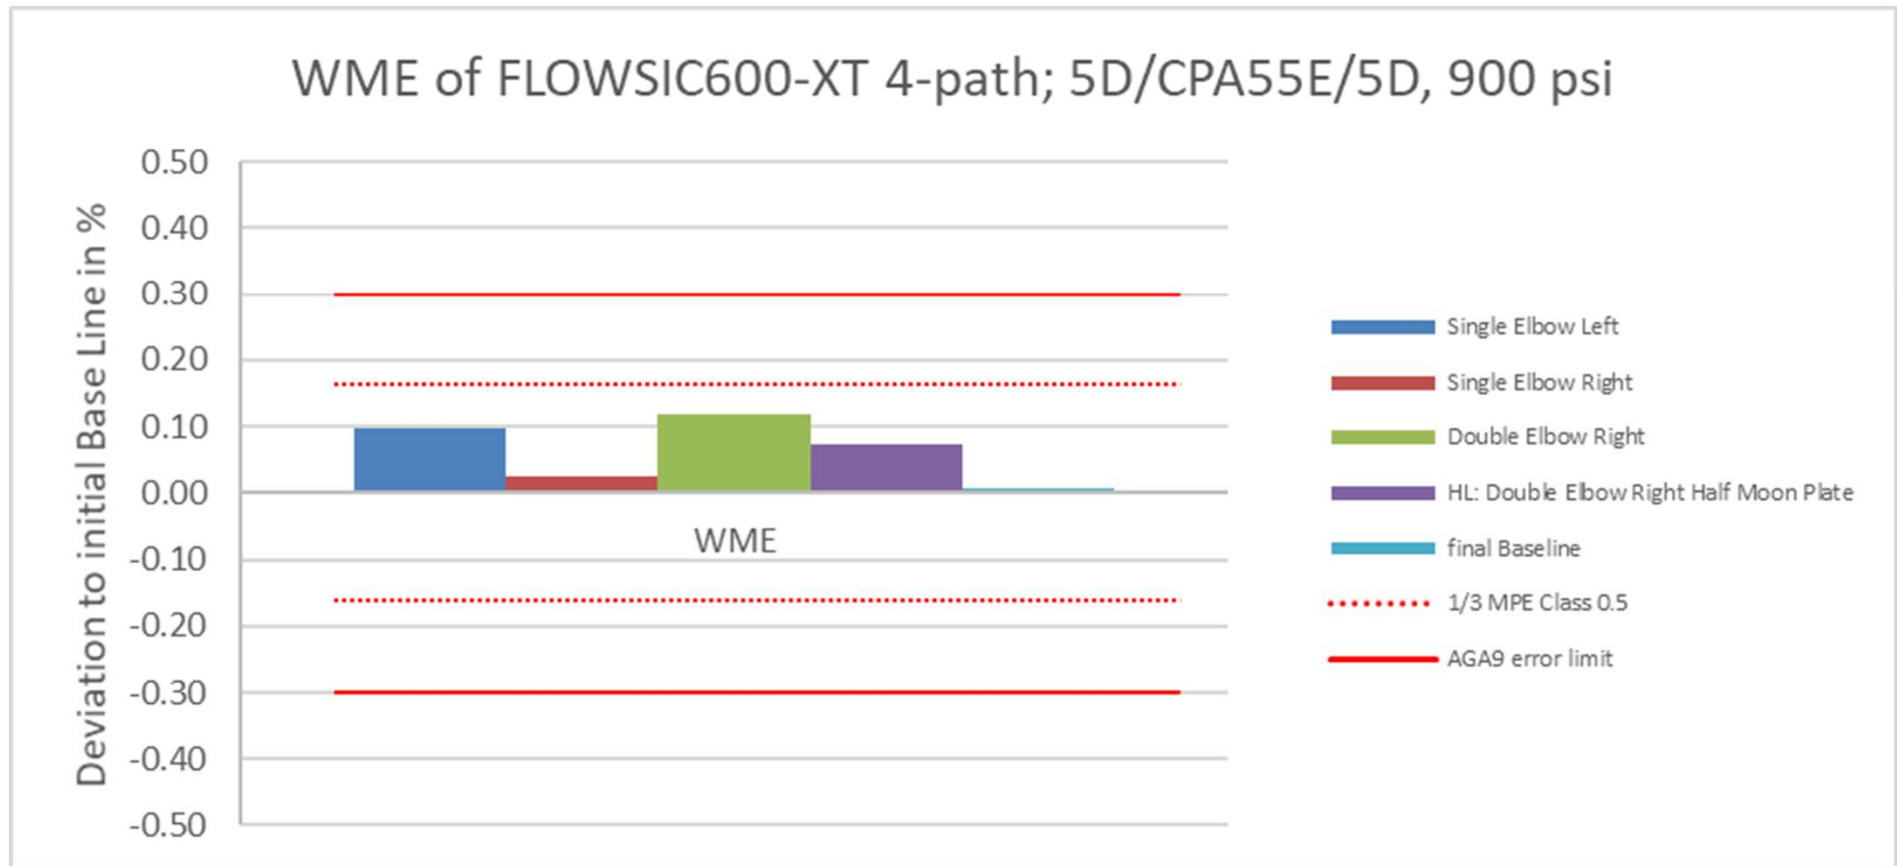 WME of FLOWSIC600-XT 4-path; 5D/CPA55E/5D, 900 psi
Deviation to initial Base Line in %
0.50
0.40
0.30
0.20
0.10
0.00
-0.10
-0.20
-0.30
-0.40
-0.50
WME
Single Elbow Left
Single Elbow Right
Double Elbow Right
HL: Double Elbow Right Half Moon Plate
final Baseline
1/3 MPE Class 0.5
AGA9 error limit